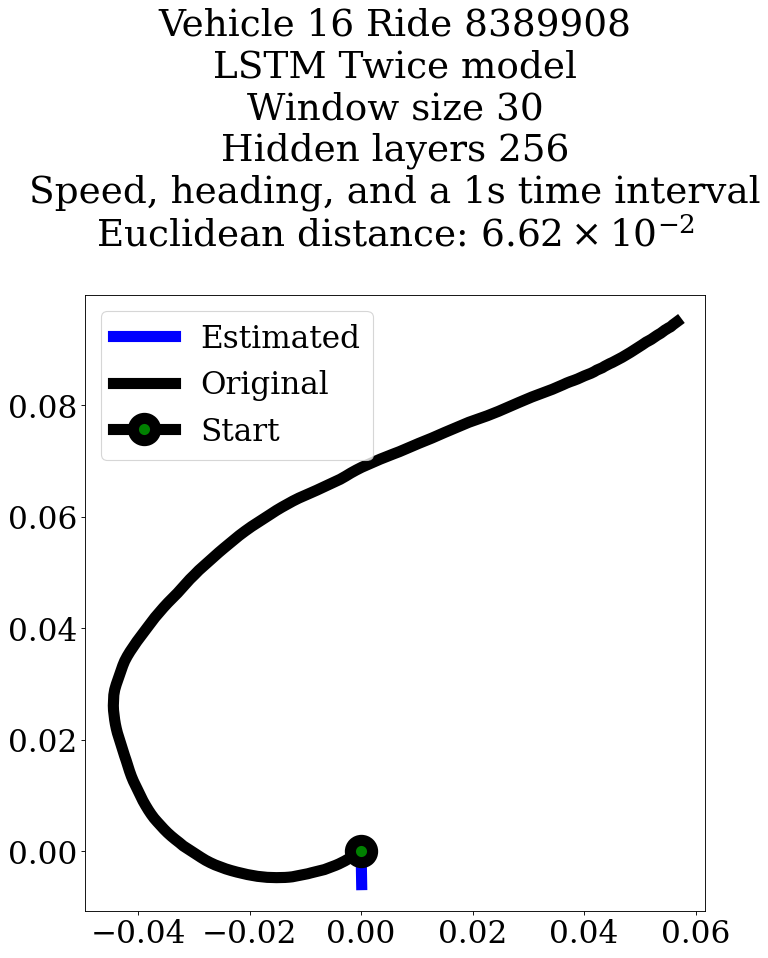 Vehicle 16 Ride 8389908
LSTM Twice model
Window size 30
Hidden layers 256
Speed, heading, and a 1s time interval
Euclidean distance: 6.62 × 10⁻²
Estimated
Original
Start
0.08
0.06
0.04
0.02
0.00
−0.04 −0.02 0.00 0.02 0.04 0.06